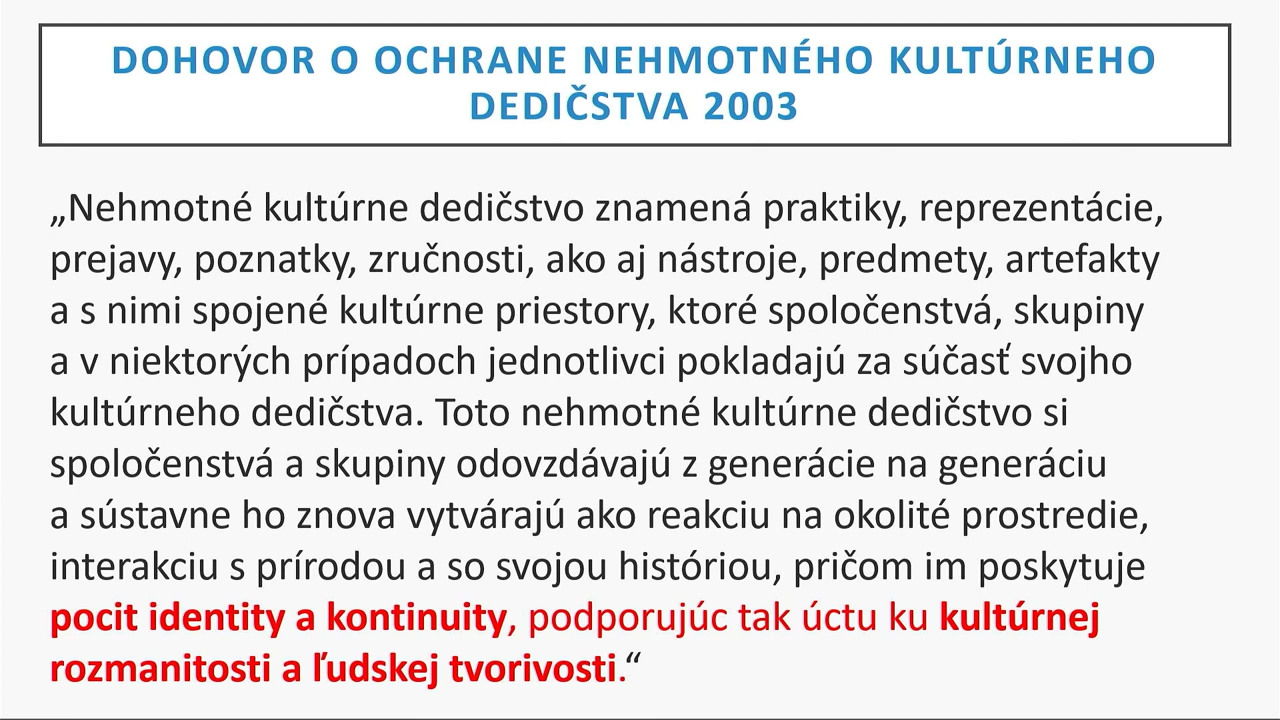 DOHOVOR O OCHRANE NEHMOTNÉHO KULTÚRNEHO
DEDIČSTVA 2003
„Nehmotné kultúrne dedičstvo znamená praktiky, reprezentácie,
prejavy, poznatky, zručnosti, ako aj nástroje, predmety, artefakty
a s nimi spojené kultúrne priestory, ktoré spoločenstvá, skupiny
a v niektorých prípadoch jednotlivci pokladajú za súčasť svojho
kultúrneho dedičstva. Toto nehmotné kultúrne dedičstvo si
spoločenstvá a skupiny odovzdávajú z generácie na generáciu
a sústavne ho znova vytvárajú ako reakciu na okolité prostredie,
interakciu s prírodou a so svojou históriou, pričom im poskytuje
pocit identity a kontinuity, podporujúc tak úctu ku kultúrnej
rozmanitosti a ľudskej tvorivosti.“